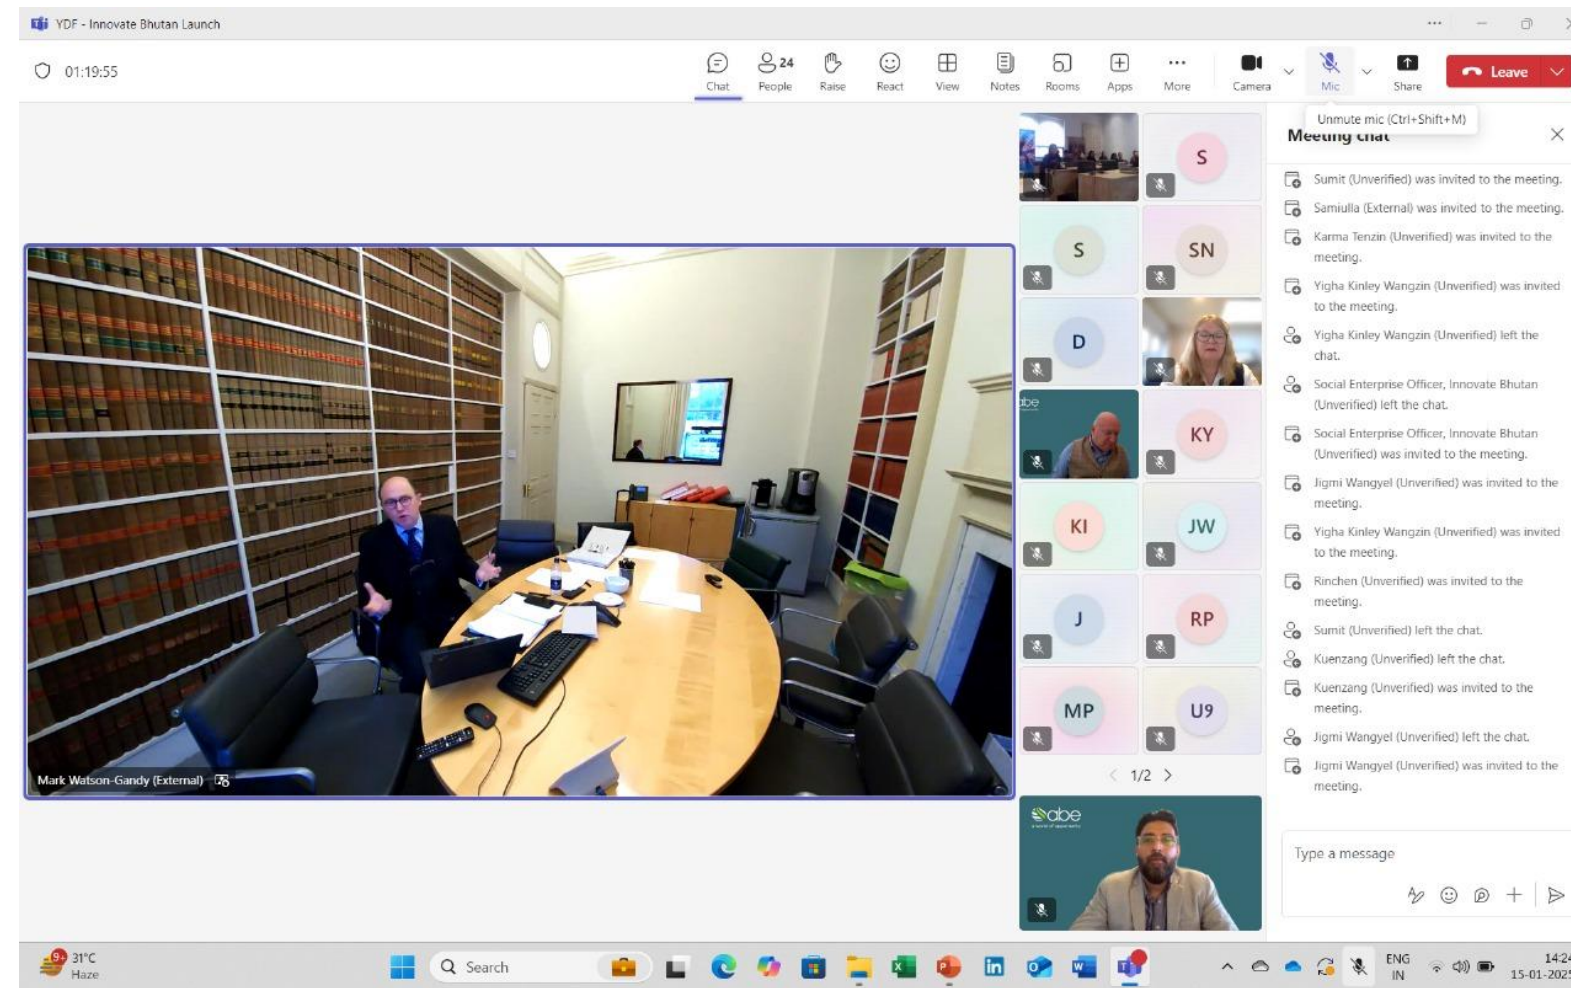 YDF - Innovate Bhutan Launch
01:19:55
Chat
24
People
Raise
React
View
Notes
Rooms
Apps
More
Camera
Mic
Share
Leave
Unmute mic (Ctrl+Shift+M)
Meeting chat
Sumit (Unverified) was invited to the meeting.
Samiulla (External) was invited to the meeting.
Karma Tenzin (Unverified) was invited to the
meeting.
Yigha Kinley Wangzin (Unverified) was invited
to the meeting.
Yigha Kinley Wangzin (Unverified) left the
chat.
Social Enterprise Officer, Innovate Bhutan
(Unverified) left the chat.
Social Enterprise Officer, Innovate Bhutan
(Unverified) was invited to the meeting.
Jigmi Wangyel (Unverified) was invited to the
meeting.
Yigha Kinley Wangzin (Unverified) was invited
to the meeting.
Rinchen (Unverified) was invited to the
meeting.
Sumit (Unverified) left the chat.
Kuenzang (Unverified) left the chat.
Kuenzang (Unverified) was invited to the
meeting.
Jigmi Wangyel (Unverified) left the chat.
Jigmi Wangyel (Unverified) was invited to the
meeting.
Type a message
S
S
SN
D
abe
KY
KI
JW
J
RP
MP
U9
1/2
abe
Mark Watson-Gandy (External)
9+
31°C
Haze
Search
ENG
IN
14:24
15-01-2025